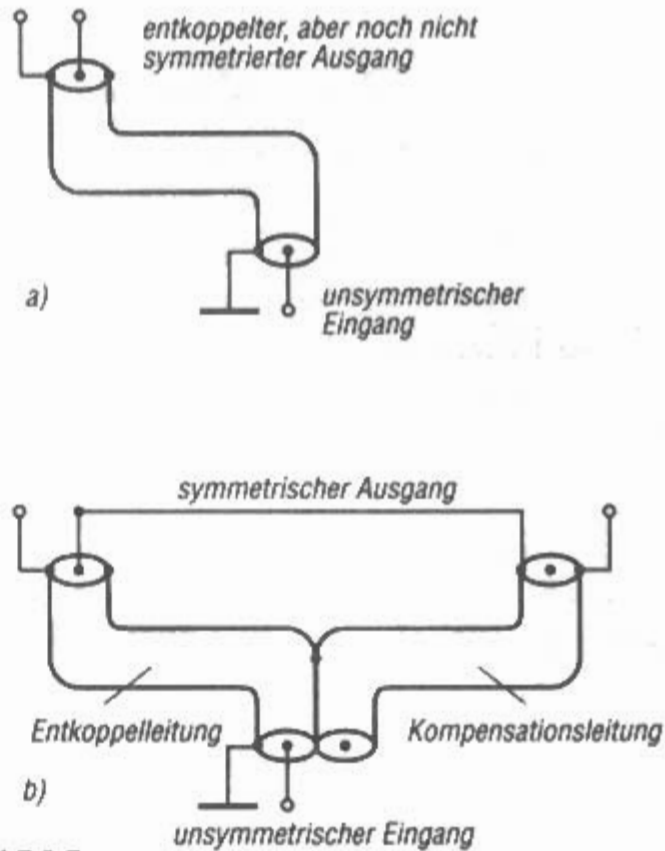 entkoppelter, aber noch nicht
symmetrierter Ausgang
a)
unsymmetrischer
Eingang
symmetrischer Ausgang
Entkoppelleitung
Kompensationsleitung
b)
unsymmetrischer Eingang